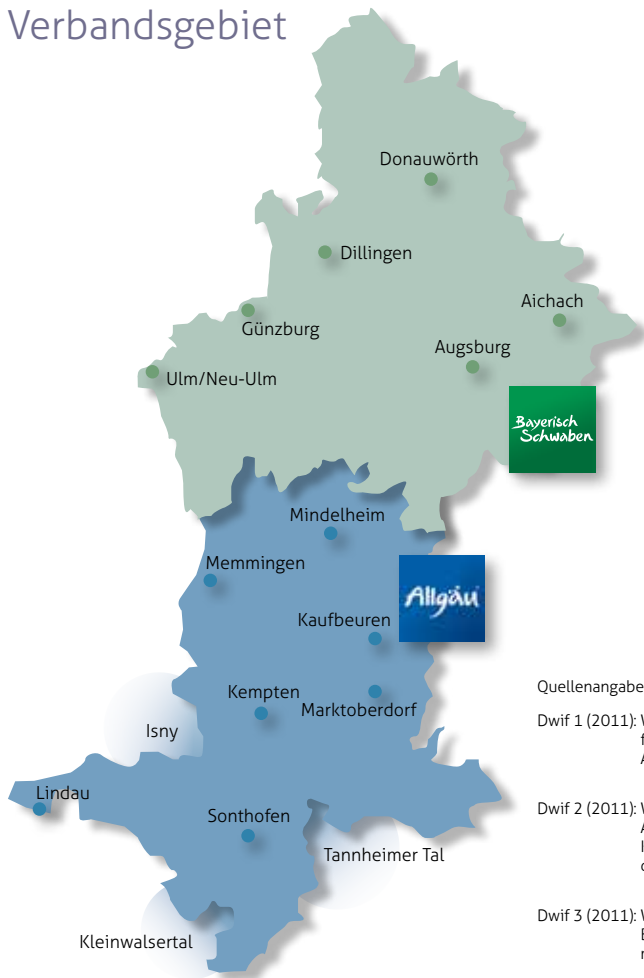 Verbandsgebiet
Donauwörth
Dillingen
Aichach
Günzburg
Augsburg
Ulm/Neu-Ulm
Bayerisch
Schwaben
Mindelheim
Memmingen
Allgäu
Kaufbeuren
Kempten
Marktoberdorf
Isny
Lindau
Sonthofen
Tannheimer Tal
Kleinwalsertal
Quellenangabe
Dwif 1 (2011):
Dwif 2 (2011):
Dwif 3 (2011):